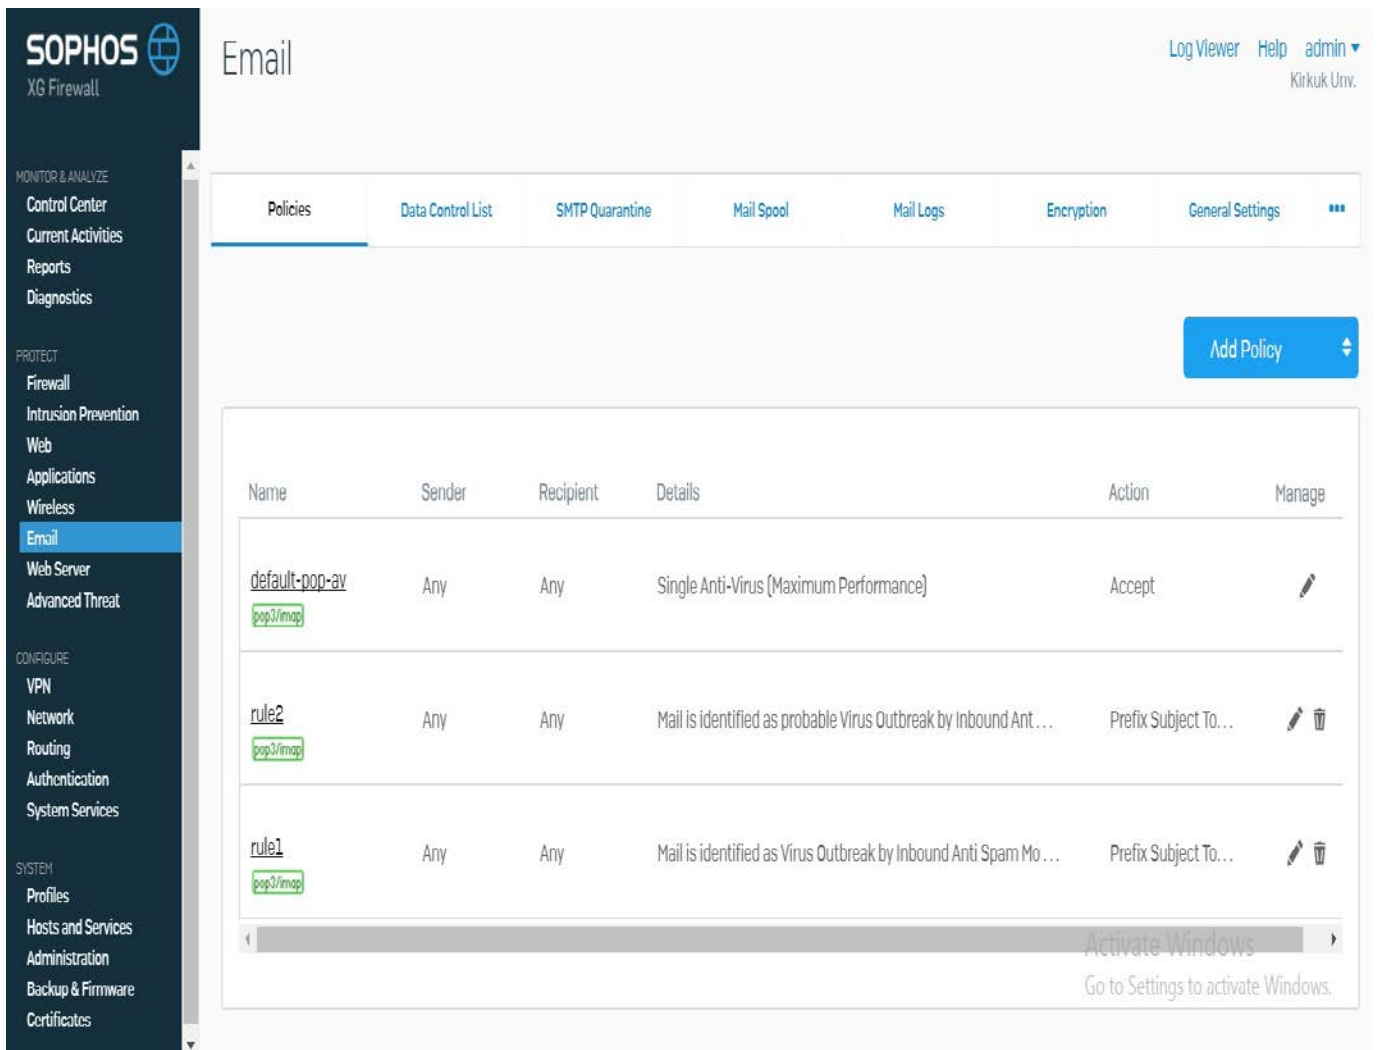 SOPHOS
XG Firewall
Email
Log Viewer Help admin
Kirkuk Unv.
MONITOR & ANALYZE
Control Center
Current Activities
Reports
Diagnostics
PROTECT
Firewall
Intrusion Prevention
Web
Applications
Wireless
Email
Web Server
Advanced Threat
CONFIGURE
VPN
Network
Routing
Authentication
System Services
SYSTEM
Profiles
Hosts and Services
Administration
Backup & Firmware
Certificates
Policies Data Control List SMTP Quarantine Mail Spool Mail Logs Encryption General Settings ...
Add Policy
Name Sender Recipient Details Action Manage
default-pop-av Any Any Single Anti-Virus (Maximum Performance) Accept
pop3/imap
rule2 Any Any Mail is identified as probable Virus Outbreak by Inbound Ant ... Prefix Subject To...
pop3/imap
rule1 Any Any Mail is identified as Virus Outbreak by Inbound Anti Spam Mo ... Prefix Subject To...
pop3/imap
Activate Windows
Go to Settings to activate Windows.